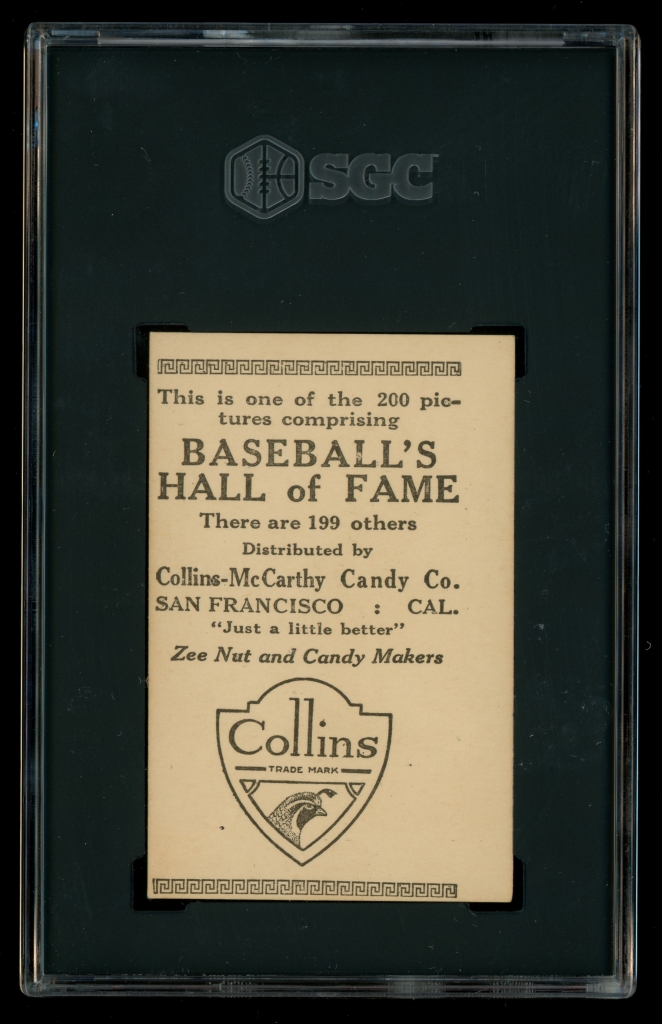 SGC
This is one of the 200 pic-
tures comprising
BASEBALL'S
HALL of FAME
There are 199 others
Distributed by
Collins-McCarthy Candy Co.
SAN FRANCISCO : CAL.
"Just a little better"
Zee Nut and Candy Makers
Collins
TRADE MARK